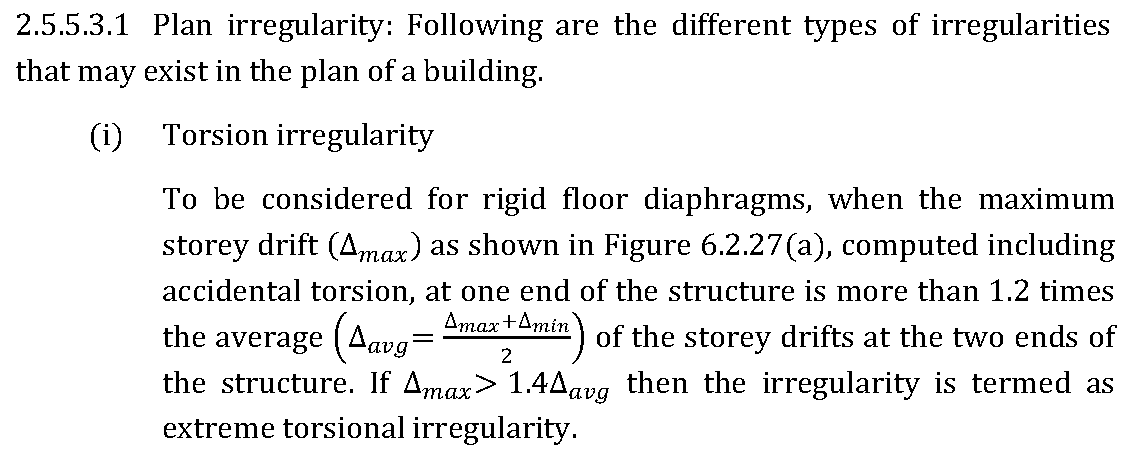 2.5.5.3.1 Plan irregularity: Following are the different types of irregularities
that may exist in the plan of a building.
(i) Torsion irregularity
To be considered for rigid floor diaphragms, when the maximum
storey drift (Δmax) as shown in Figure 6.2.27(a), computed including
accidental torsion, at one end of the structure is more than 1.2 times
the average (Δavg= (Δmax+Δmin)/2) of the storey drifts at the two ends of
the structure. If Δmax> 1.4Δavg then the irregularity is termed as
extreme torsional irregularity.